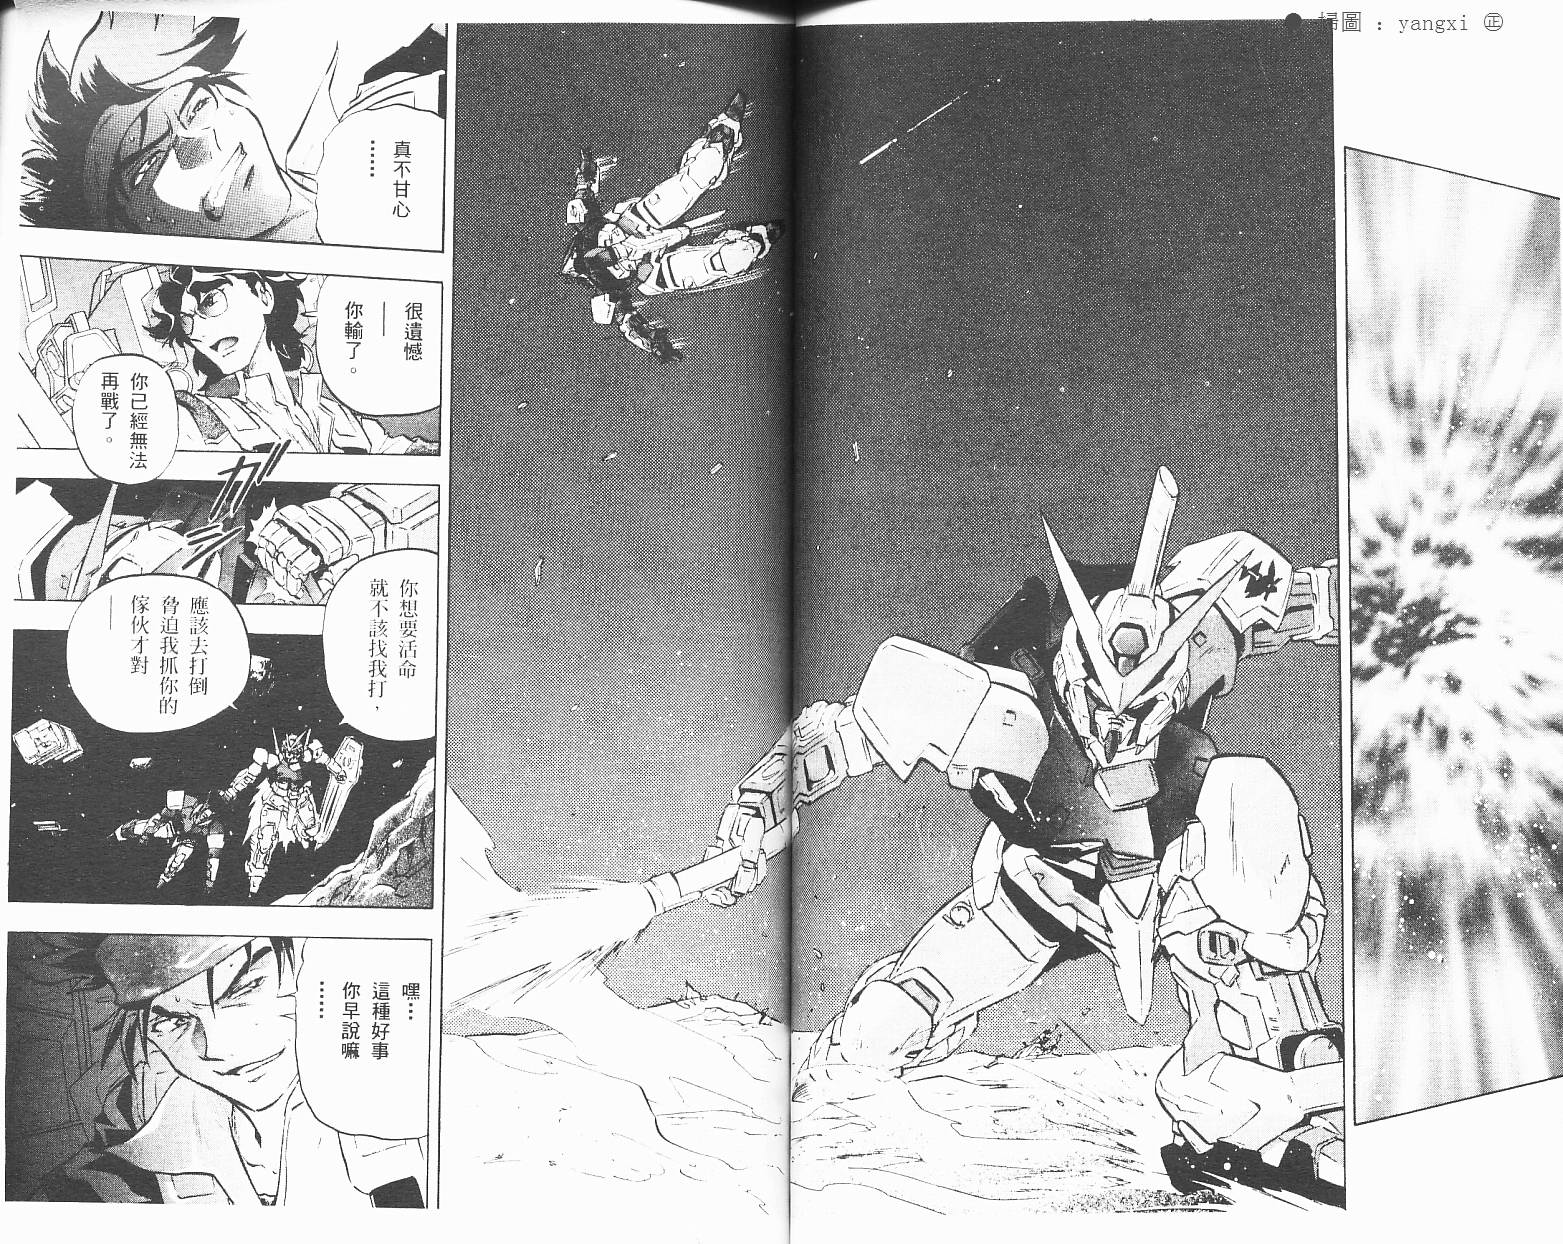 ● 掃圖 : yangxi ㊣
真不甘心
⋯⋯
很遺憾
——
你輸了。
你已經無法
再戰了。
ガッ
你想要活命
就不該找我打，
應該去打倒
脅迫我抓你的
傢伙才對
——
嘿⋯
這種好事
你早說嘛
⋯⋯